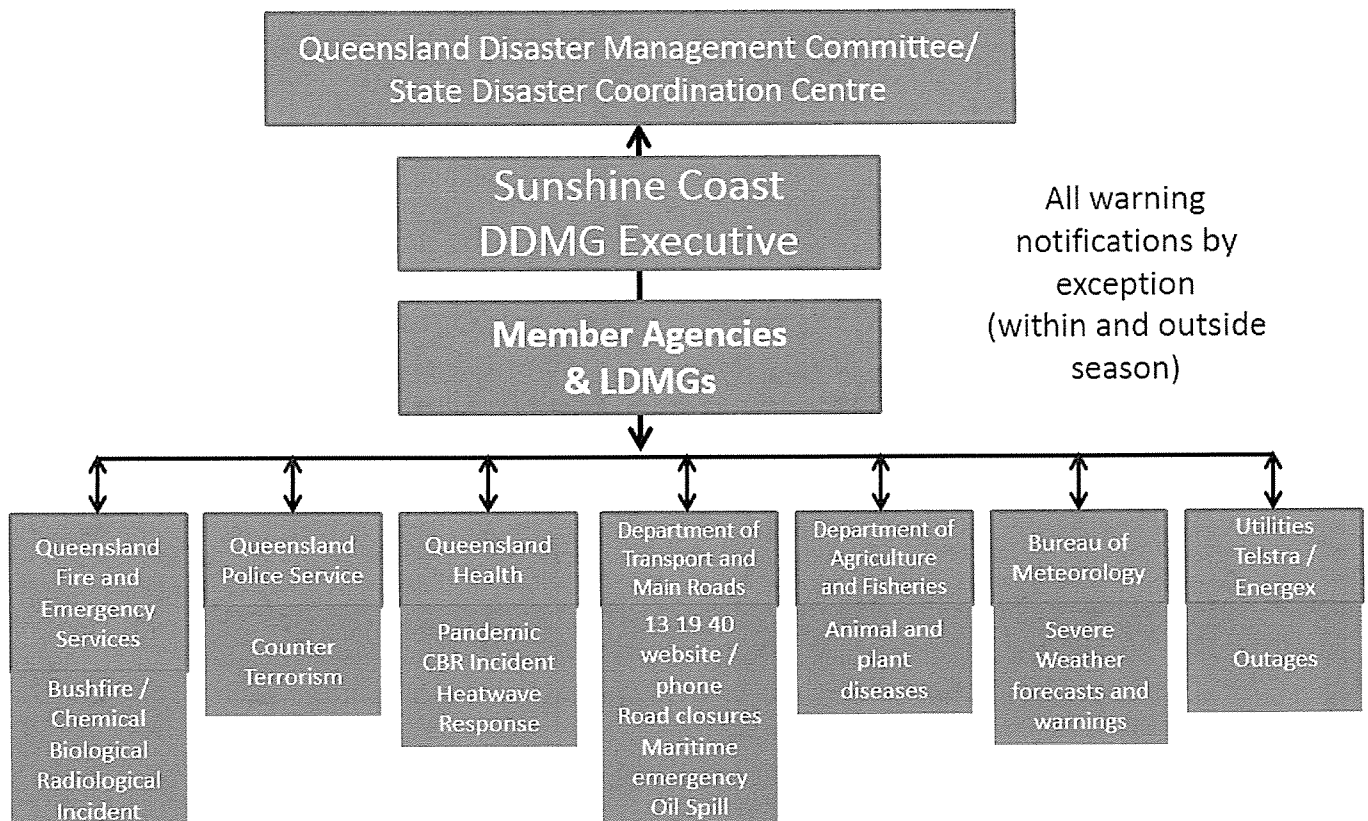 Queensland Disaster Management Committee/
State Disaster Coordination Centre
Sunshine Coast
DDMG Executive
All warning
notifications by
exception
(within and outside
season)
Member Agencies
& LDMGs
Queensland
Fire and
Emergency
Services
Bushfire /
Chemical
Biological
Radiological
Incident
Queensland
Police Service
Counter
Terrorism
Queensland
Health
Pandemic
CBR Incident
Heatwave
Response
Department of
Transport and
Main Roads
13 19 40
website /
phone
Road closures
Maritime
emergency
Oil Spill
Department of
Agriculture
and Fisheries
Animal and
plant
diseases
Bureau of
Meteorology
Severe
Weather
forecasts and
warnings
Utilities
Telstra /
Energex
Outages